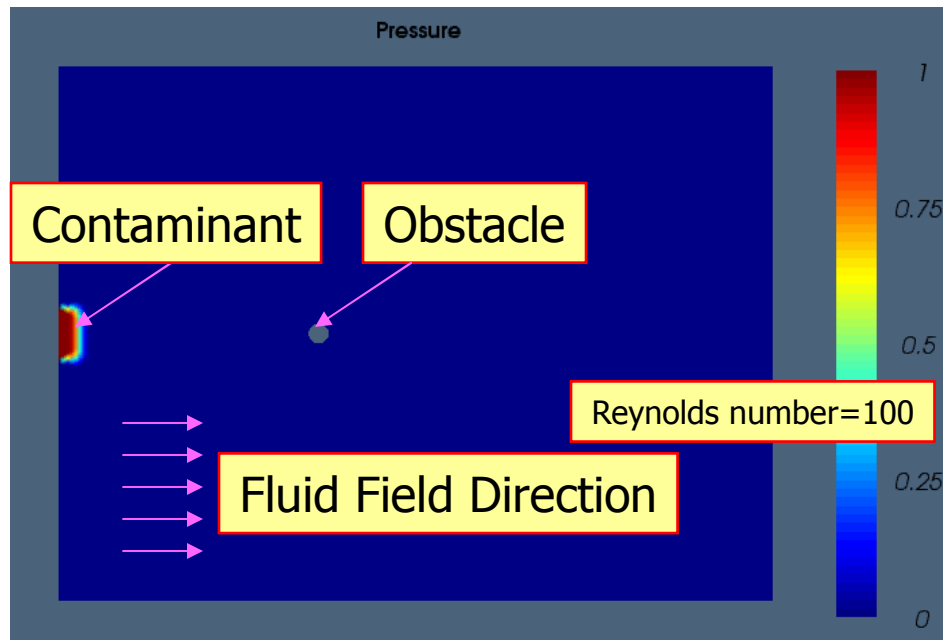 Pressure
1
Contaminant
Obstacle
0.75
0.5
Reynolds number=100
Fluid Field Direction
0.25
0